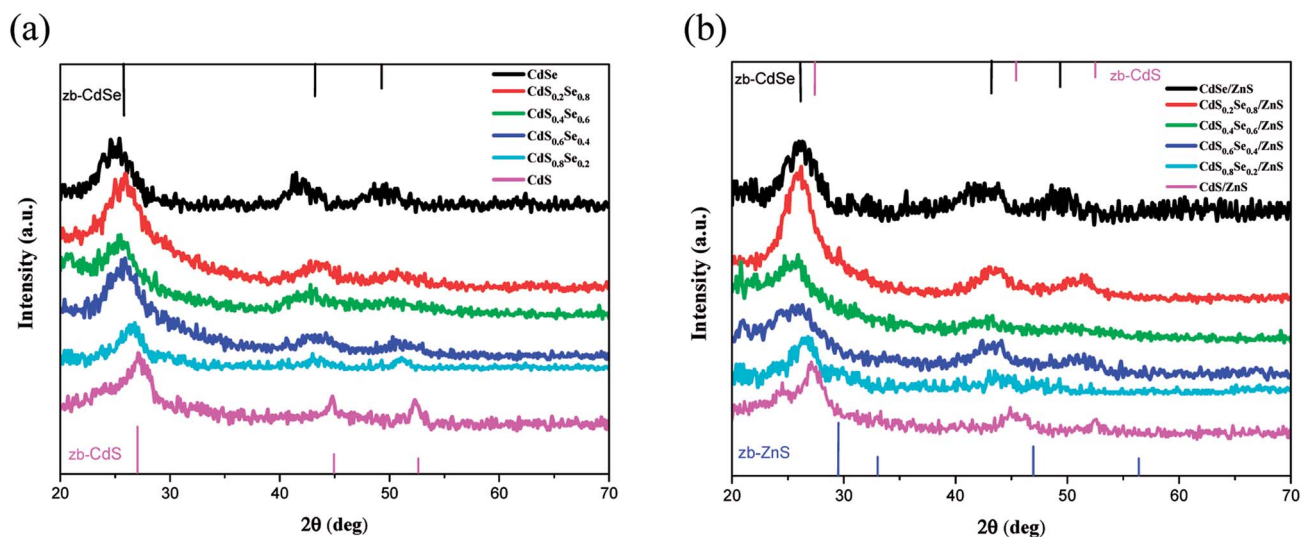 (a)
zb-CdSe
CdSe
CdS0.2Se0.8
CdS0.4Se0.6
CdS0.6Se0.4
CdS0.8Se0.2
CdS
Intensity (a.u.)
zb-CdS
20 30 40 50 60 70
2θ (deg)
(b)
zb-CdSe
zb-CdS
CdSe/ZnS
CdS0.2Se0.8/ZnS
CdS0.4Se0.6/ZnS
CdS0.6Se0.4/ZnS
CdS0.8Se0.2/ZnS
CdS/ZnS
Intensity (a.u.)
zb-ZnS
20 30 40 50 60 70
2θ (deg)